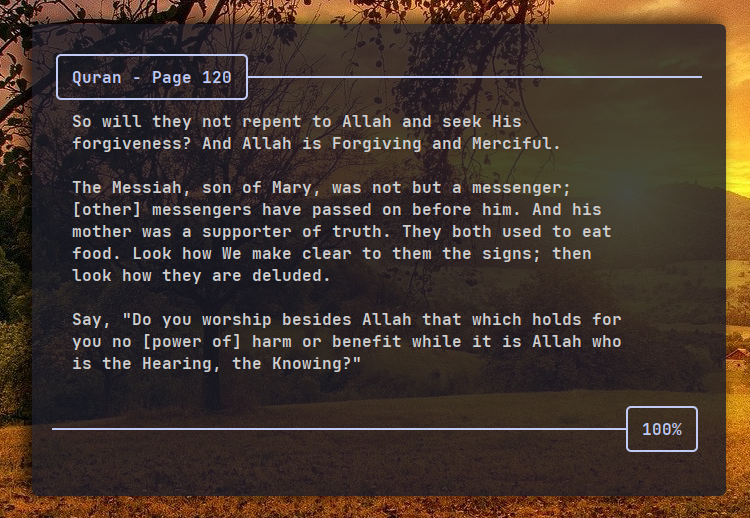 Quran - Page 120
So will they not repent to Allah and seek His
forgiveness? And Allah is Forgiving and Merciful.
The Messiah, son of Mary, was not but a messenger;
[other] messengers have passed on before him. And his
mother was a supporter of truth. They both used to eat
food. Look how We make clear to them the signs; then
look how they are deluded.
Say, "Do you worship besides Allah that which holds for
you no [power of] harm or benefit while it is Allah who
is the Hearing, the Knowing?"
100%